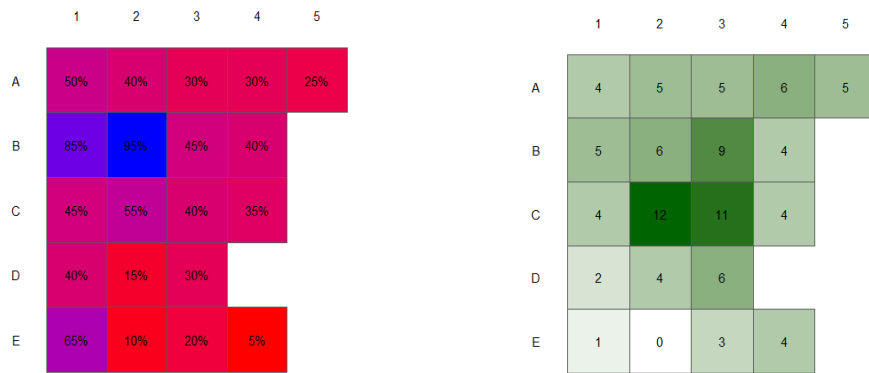 1 2 3 4 5
A 50% 40% 30% 30% 25%
B 85% 95% 45% 40%
C 45% 55% 40% 35%
D 40% 15% 30%
E 65% 10% 20% 5%
1 2 3 4 5
A 4 5 5 6 5
B 5 6 9 4
C 4 12 11 4
D 2 4 6
E 1 0 3 4